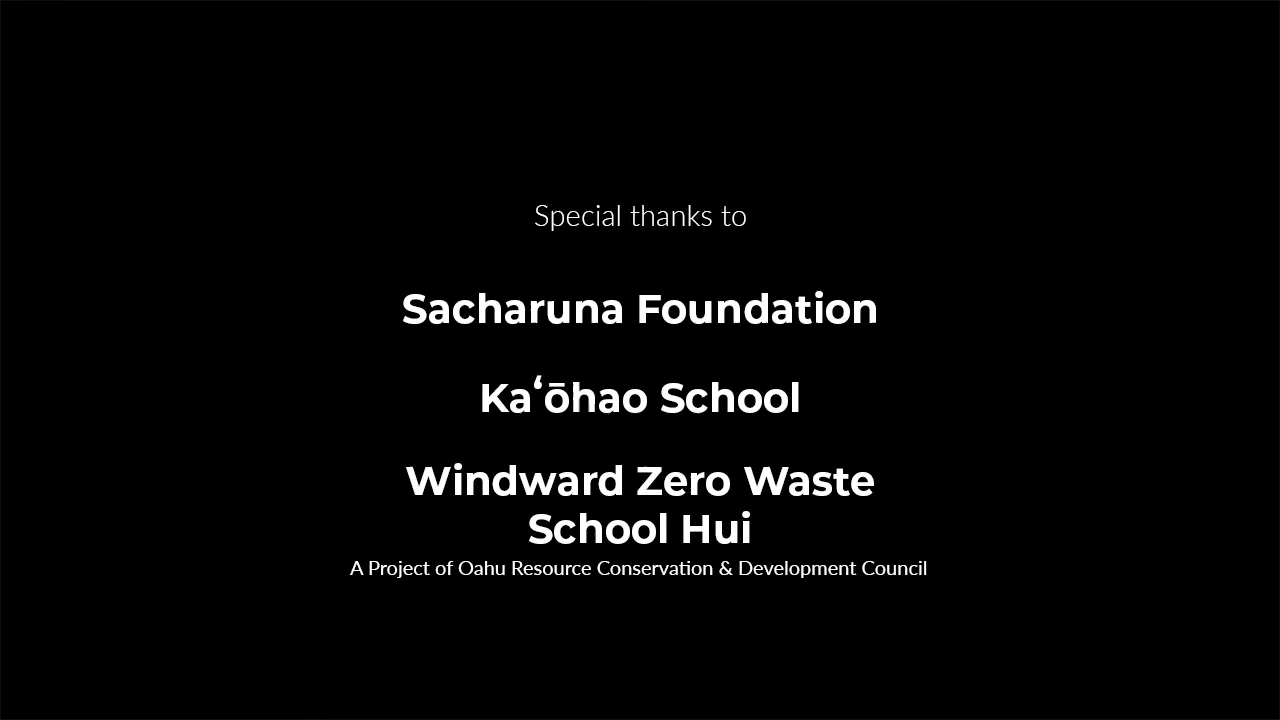 Special thanks to
Sacharuna Foundation
Kaʻōhao School
Windward Zero Waste
School Hui
A Project of Oahu Resource Conservation & Development Council